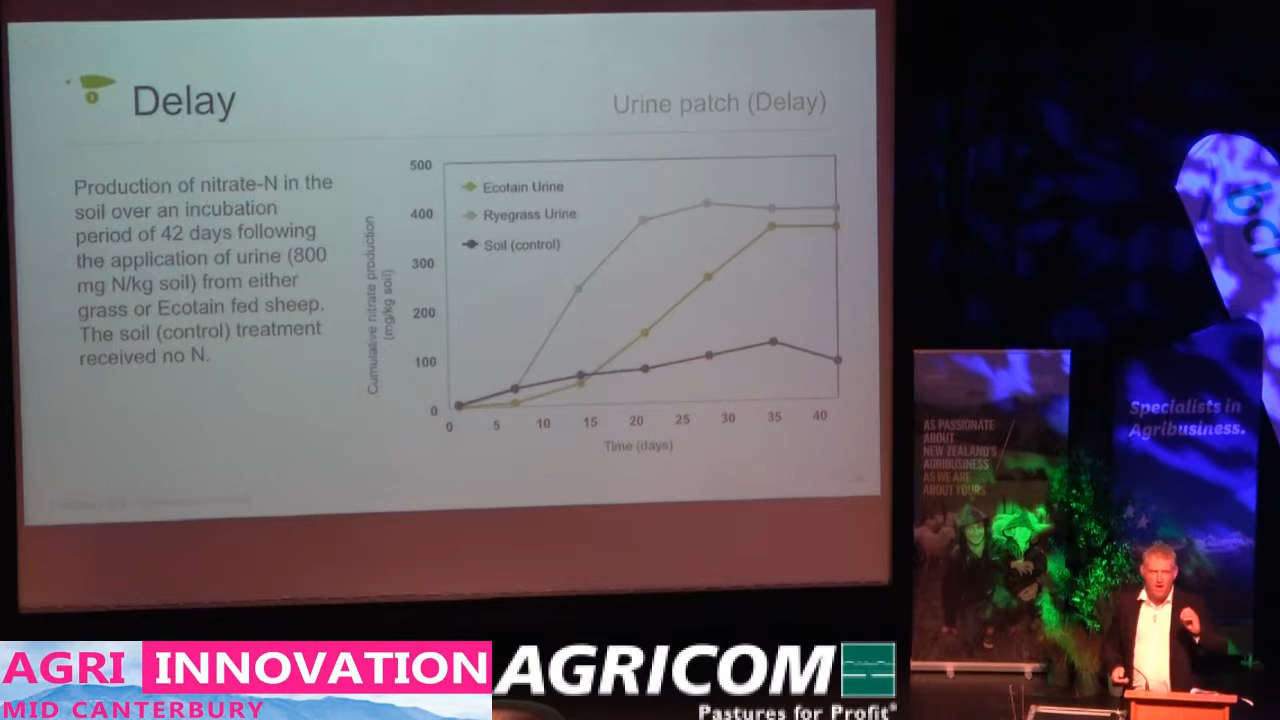 Delay
Urine patch (Delay)
Production of nitrate-N in the
soil over an incubation
period of 42 days following
the application of urine (800
mg N/kg soil) from either
grass or Ecotain fed sheep.
The soil (control) treatment
received no N.
Cumulative nitrate production
(mg/kg soil)
500
400
300
200
100
0
Ecotain Urine
Ryegrass Urine
Soil (control)
0 5 10 15 20 25 30 35 40
Time (days)
AS PASSIONATE
ABOUT
NEW ZEALAND'S
AGRIBUSINESS
AS WE ARE
ABOUT YOURS
Specialists in
Agribusiness.
AGRI INNOVATION
MID CANTERBURY
AGRICOM
Pastures for Profit®